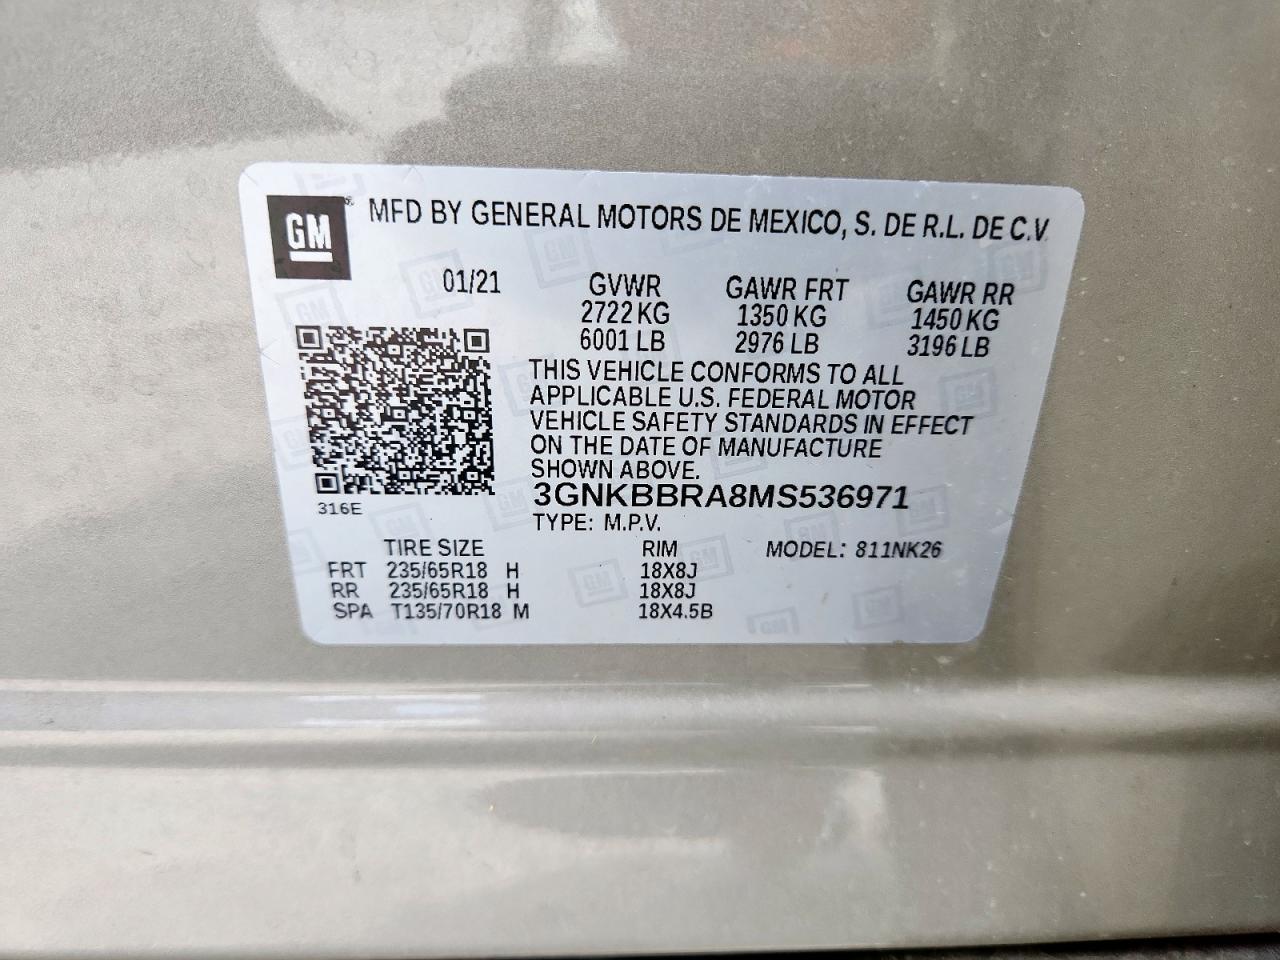 GM
MFD BY GENERAL MOTORS DE MEXICO, S. DE R.L. DE C.V.
01/21 GVWR GAWR FRT GAWR RR
2722 KG 1350 KG 1450 KG
6001 LB 2976 LB 3196 LB
THIS VEHICLE CONFORMS TO ALL
APPLICABLE U.S. FEDERAL MOTOR
VEHICLE SAFETY STANDARDS IN EFFECT
ON THE DATE OF MANUFACTURE
SHOWN ABOVE.
3GNKBBRA8MS536971
316E
TYPE: M.P.V.
TIRE SIZE RIM MODEL: 811NK26
FRT 235/65R18 H 18X8J
RR 235/65R18 H 18X8J
SPA T135/70R18 M 18X4.5B